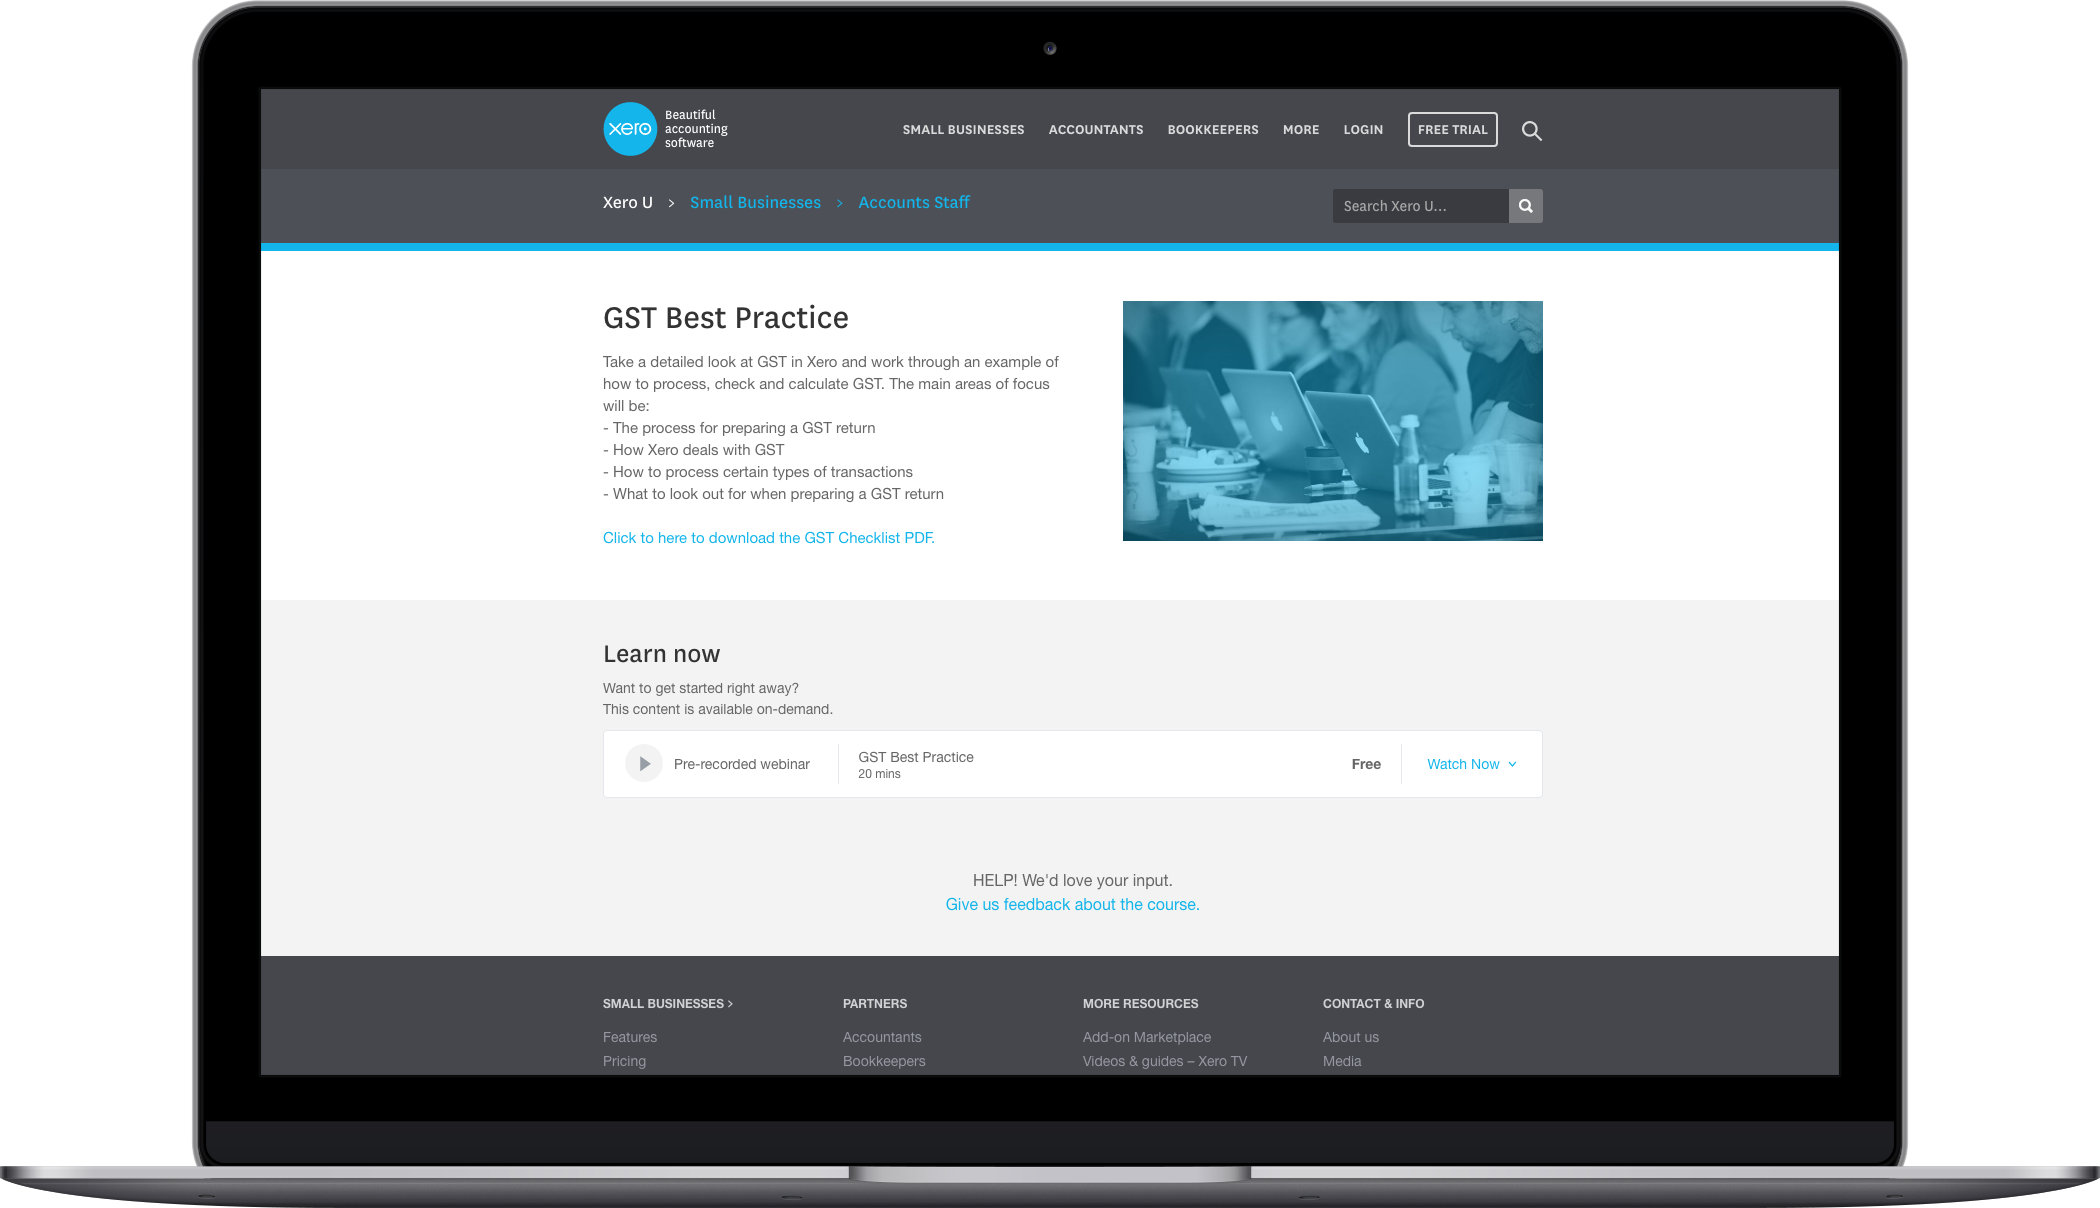 xero
Beautiful
accounting
software
SMALL BUSINESSES ACCOUNTANTS BOOKKEEPERS MORE LOGIN FREE TRIAL
Xero U > Small Businesses > Accounts Staff
Search Xero U...
GST Best Practice
Take a detailed look at GST in Xero and work through an example of
how to process, check and calculate GST. The main areas of focus
will be:
- The process for preparing a GST return
- How Xero deals with GST
- How to process certain types of transactions
- What to look out for when preparing a GST return
Click to here to download the GST Checklist PDF.
Learn now
Want to get started right away?
This content is available on-demand.
Pre-recorded webinar
GST Best Practice
20 mins
Free
Watch Now
HELP! We'd love your input.
Give us feedback about the course.
SMALL BUSINESSES >
Features
Pricing
PARTNERS
Accountants
Bookkeepers
MORE RESOURCES
Add-on Marketplace
Videos & guides – Xero TV
CONTACT & INFO
About us
Media